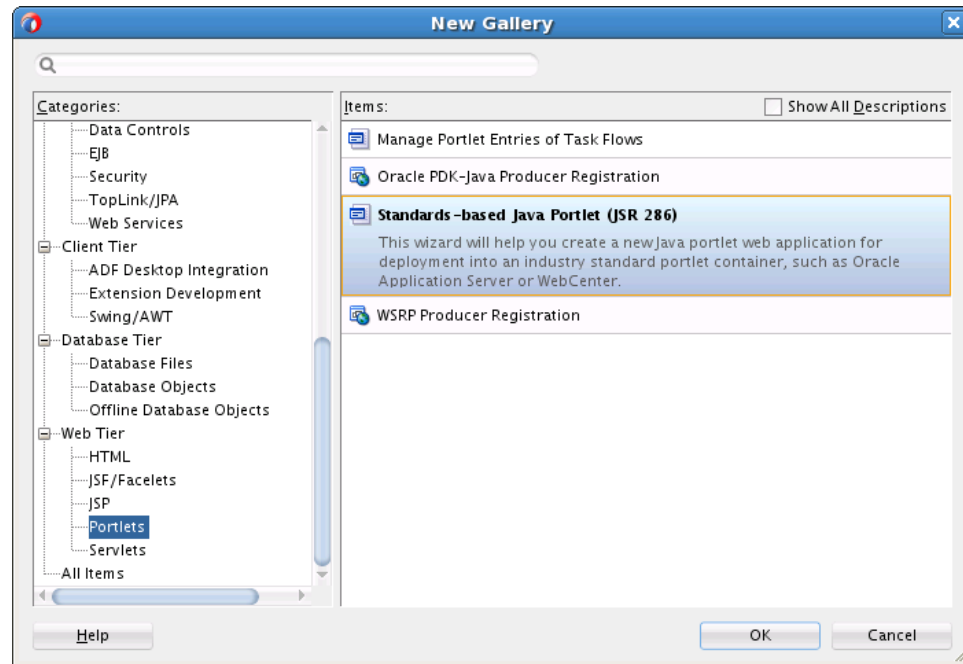 New Gallery
Categories:
Data Controls
EJB
Security
TopLink/JPA
Web Services
Client Tier
ADF Desktop Integration
Extension Development
Swing/AWT
Database Tier
Database Files
Database Objects
Offline Database Objects
Web Tier
HTML
JSF/Facelets
JSP
Portlets
Servlets
All Items
Items:
Show All Descriptions
Manage Portlet Entries of Task Flows
Oracle PDK-Java Producer Registration
Standards-based Java Portlet (JSR 286)
This wizard will help you create a new Java portlet web application for
deployment into an industry standard portlet container, such as Oracle
Application Server or WebCenter.
WSRP Producer Registration
Help
OK
Cancel